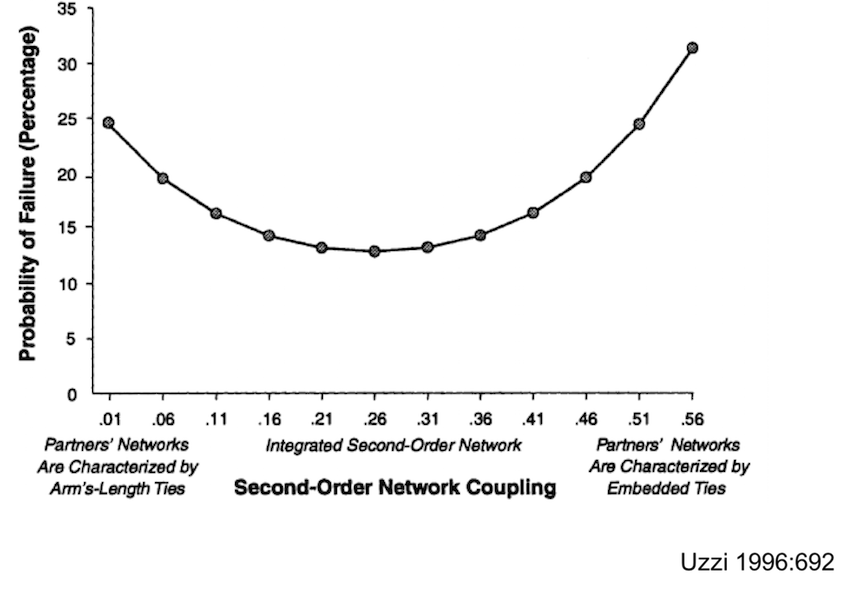 35
30
25
20
15
10
5
0
Probability of Failure (Percentage)
.01 .06 .11 .16 .21 .26 .31 .36 .41 .46 .51 .56
Partners' Networks
Are Characterized by
Arm's-Length Ties
Integrated Second-Order Network
Partners' Networks
Are Characterized by
Embedded Ties
Second-Order Network Coupling
Uzzi 1996:692